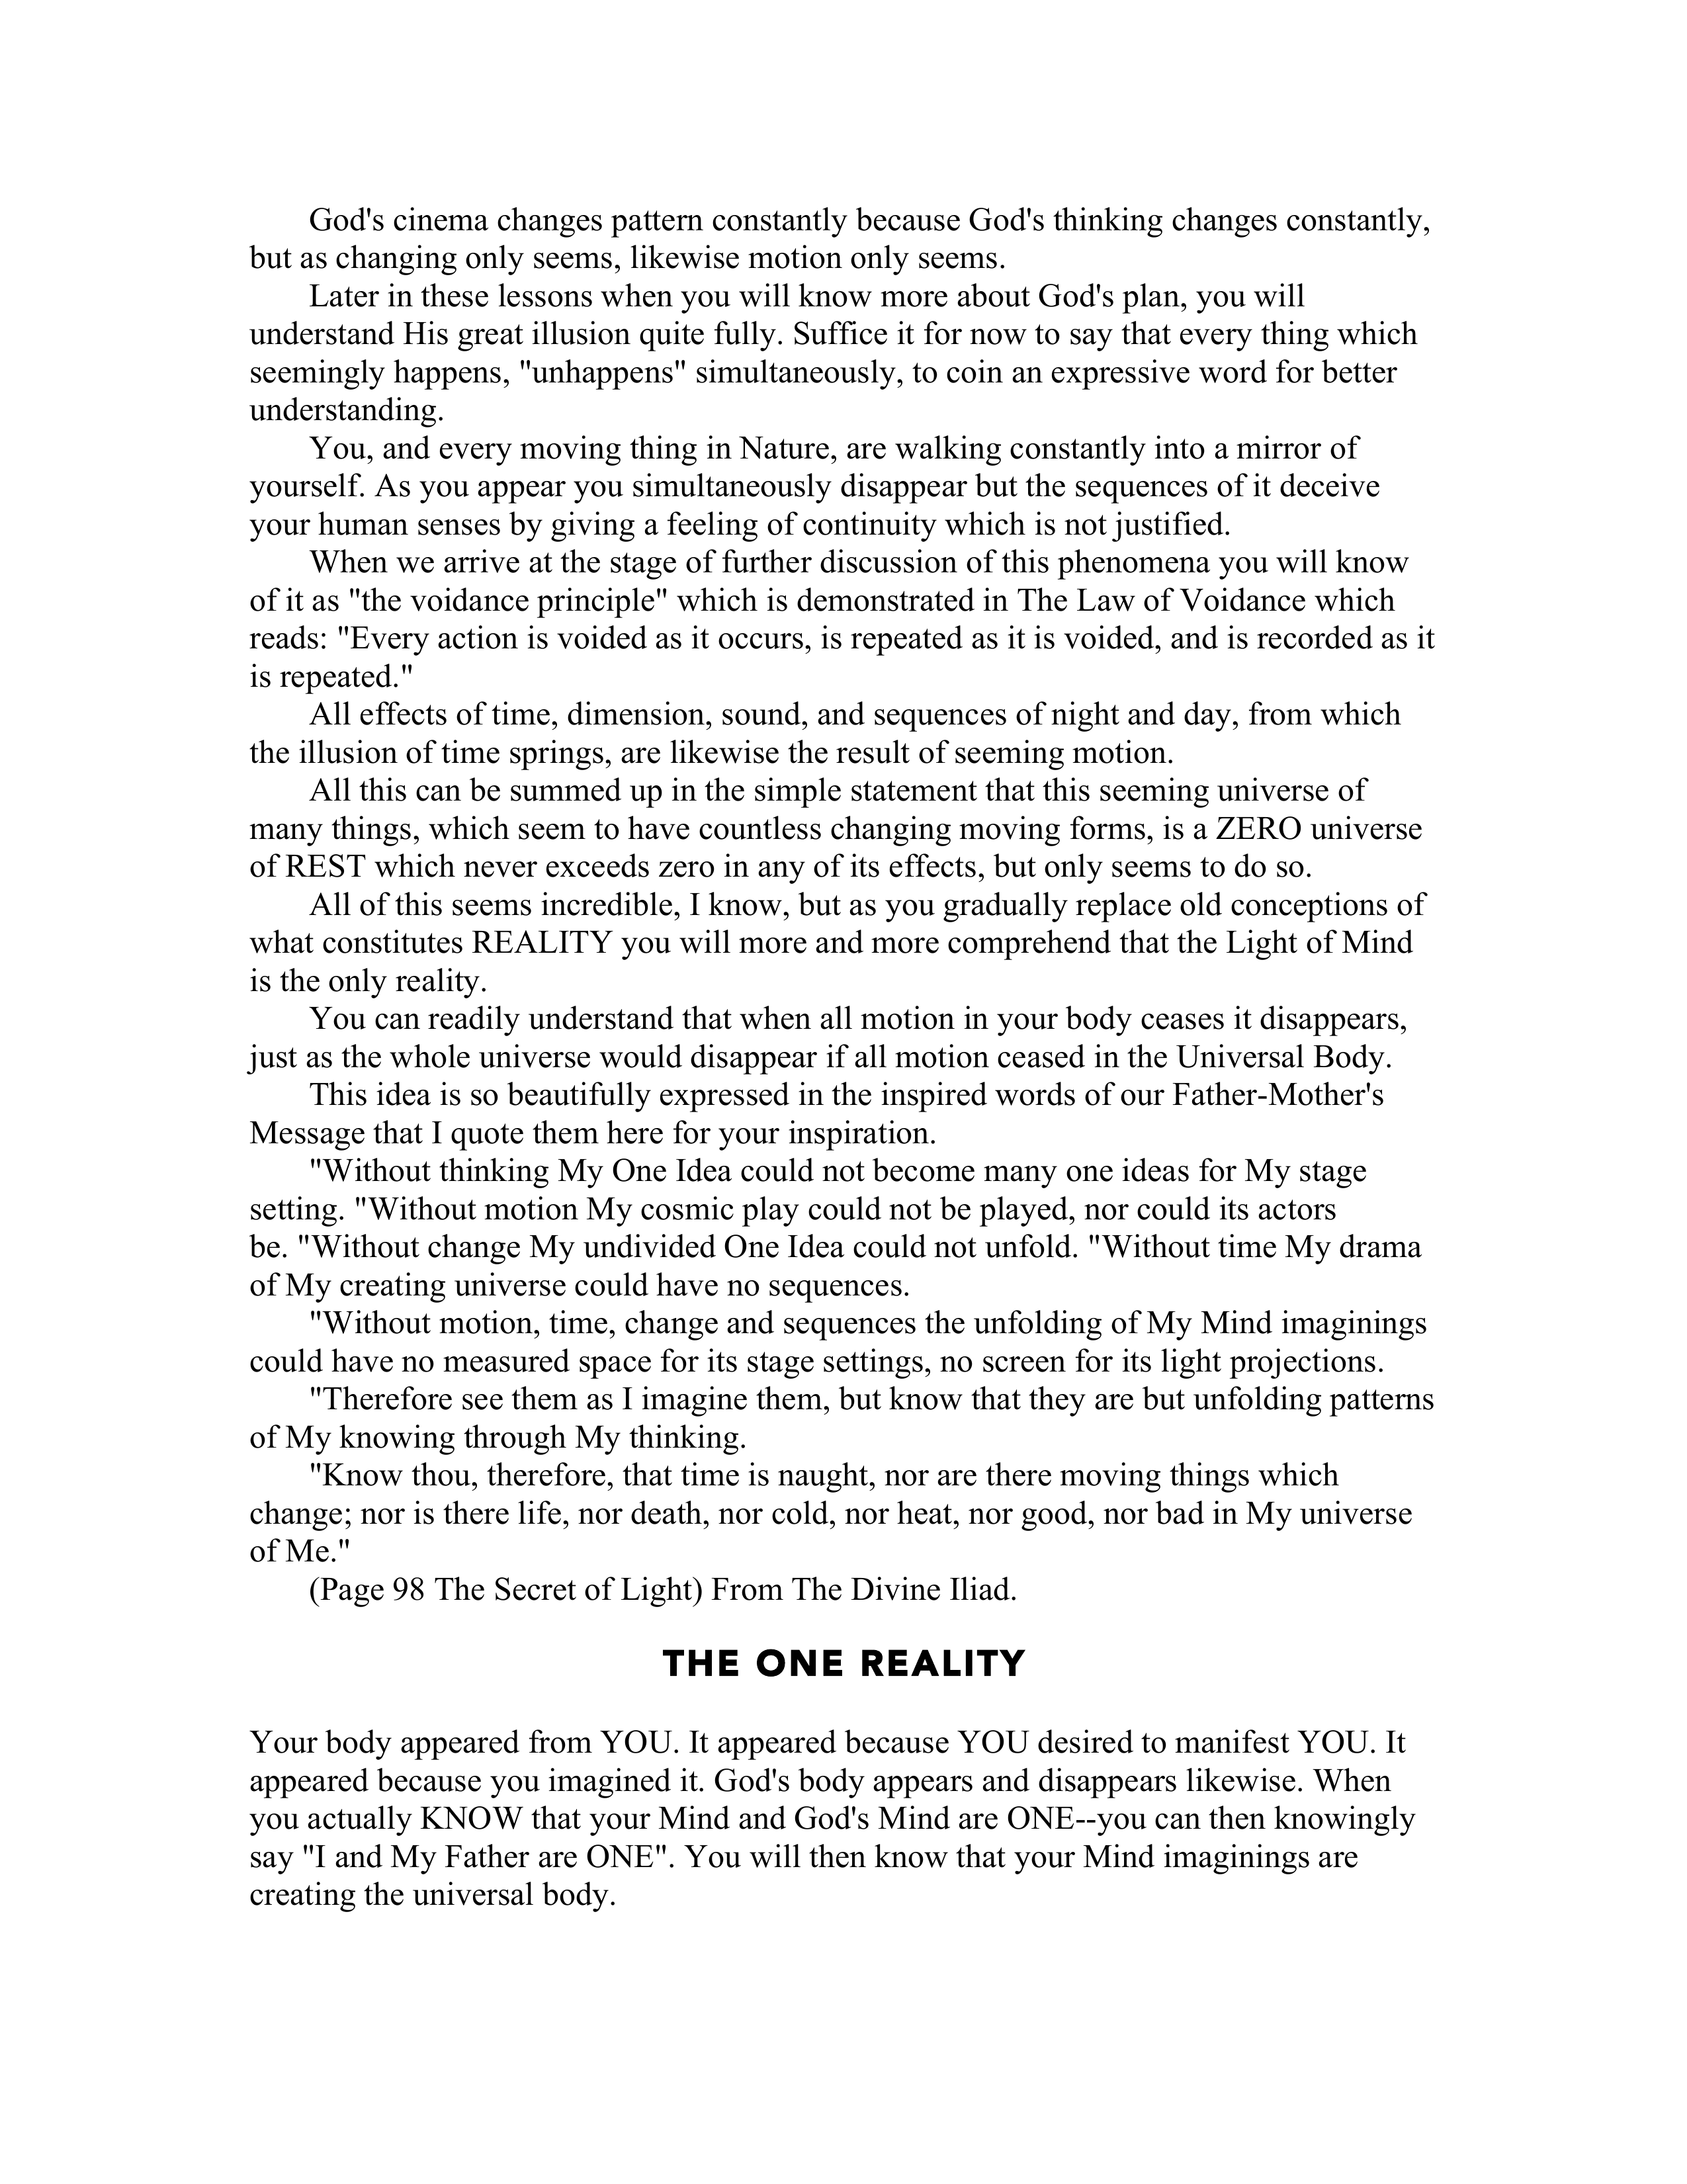 God's cinema changes pattern constantly because God's thinking changes constantly,
but as changing only seems, likewise motion only seems.
Later in these lessons when you will know more about God's plan, you will
understand His great illusion quite fully. Suffice it for now to say that every thing which
seemingly happens, "unhappens" simultaneously, to coin an expressive word for better
understanding.
You, and every moving thing in Nature, are walking constantly into a mirror of
yourself. As you appear you simultaneously disappear but the sequences of it deceive
your human senses by giving a feeling of continuity which is not justified.
When we arrive at the stage of further discussion of this phenomena you will know
of it as "the voidance principle" which is demonstrated in The Law of Voidance which
reads: "Every action is voided as it occurs, is repeated as it is voided, and is recorded as it
is repeated."
All effects of time, dimension, sound, and sequences of night and day, from which
the illusion of time springs, are likewise the result of seeming motion.
All this can be summed up in the simple statement that this seeming universe of
many things, which seem to have countless changing moving forms, is a ZERO universe
of REST which never exceeds zero in any of its effects, but only seems to do so.
All of this seems incredible, I know, but as you gradually replace old conceptions of
what constitutes REALITY you will more and more comprehend that the Light of Mind
is the only reality.
You can readily understand that when all motion in your body ceases it disappears,
just as the whole universe would disappear if all motion ceased in the Universal Body.
This idea is so beautifully expressed in the inspired words of our Father-Mother's
Message that I quote them here for your inspiration.
"Without thinking My One Idea could not become many one ideas for My stage
setting. "Without motion My cosmic play could not be played, nor could its actors
be. "Without change My undivided One Idea could not unfold. "Without time My drama
of My creating universe could have no sequences.
"Without motion, time, change and sequences the unfolding of My Mind imaginings
could have no measured space for its stage settings, no screen for its light projections.
"Therefore see them as I imagine them, but know that they are but unfolding patterns
of My knowing through My thinking.
"Know thou, therefore, that time is naught, nor are there moving things which
change; nor is there life, nor death, nor cold, nor heat, nor good, nor bad in My universe
of Me."
(Page 98 The Secret of Light) From The Divine Iliad.
THE ONE REALITY
Your body appeared from YOU. It appeared because YOU desired to manifest YOU. It
appeared because you imagined it. God's body appears and disappears likewise. When
you actually KNOW that your Mind and God's Mind are ONE--you can then knowingly
say "I and My Father are ONE". You will then know that your Mind imaginings are
creating the universal body.